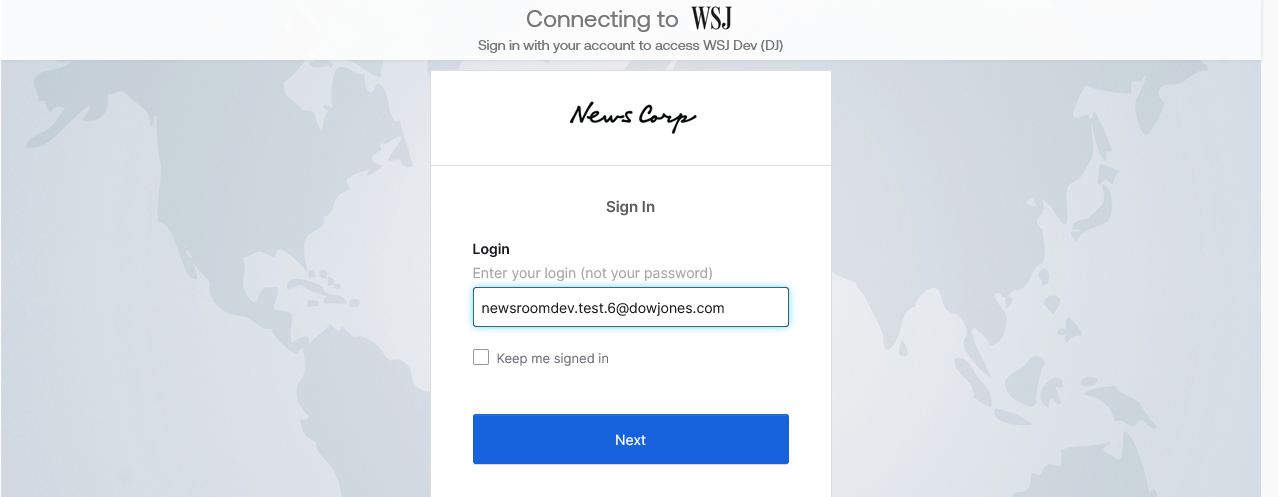 Connecting to WSJ
Sign in with your account to access WSJ Dev (DJ)
News Corp
Sign In
Login
Enter your login (not your password)
newsroomdev.test.6@dowjones.com
Keep me signed in
Next